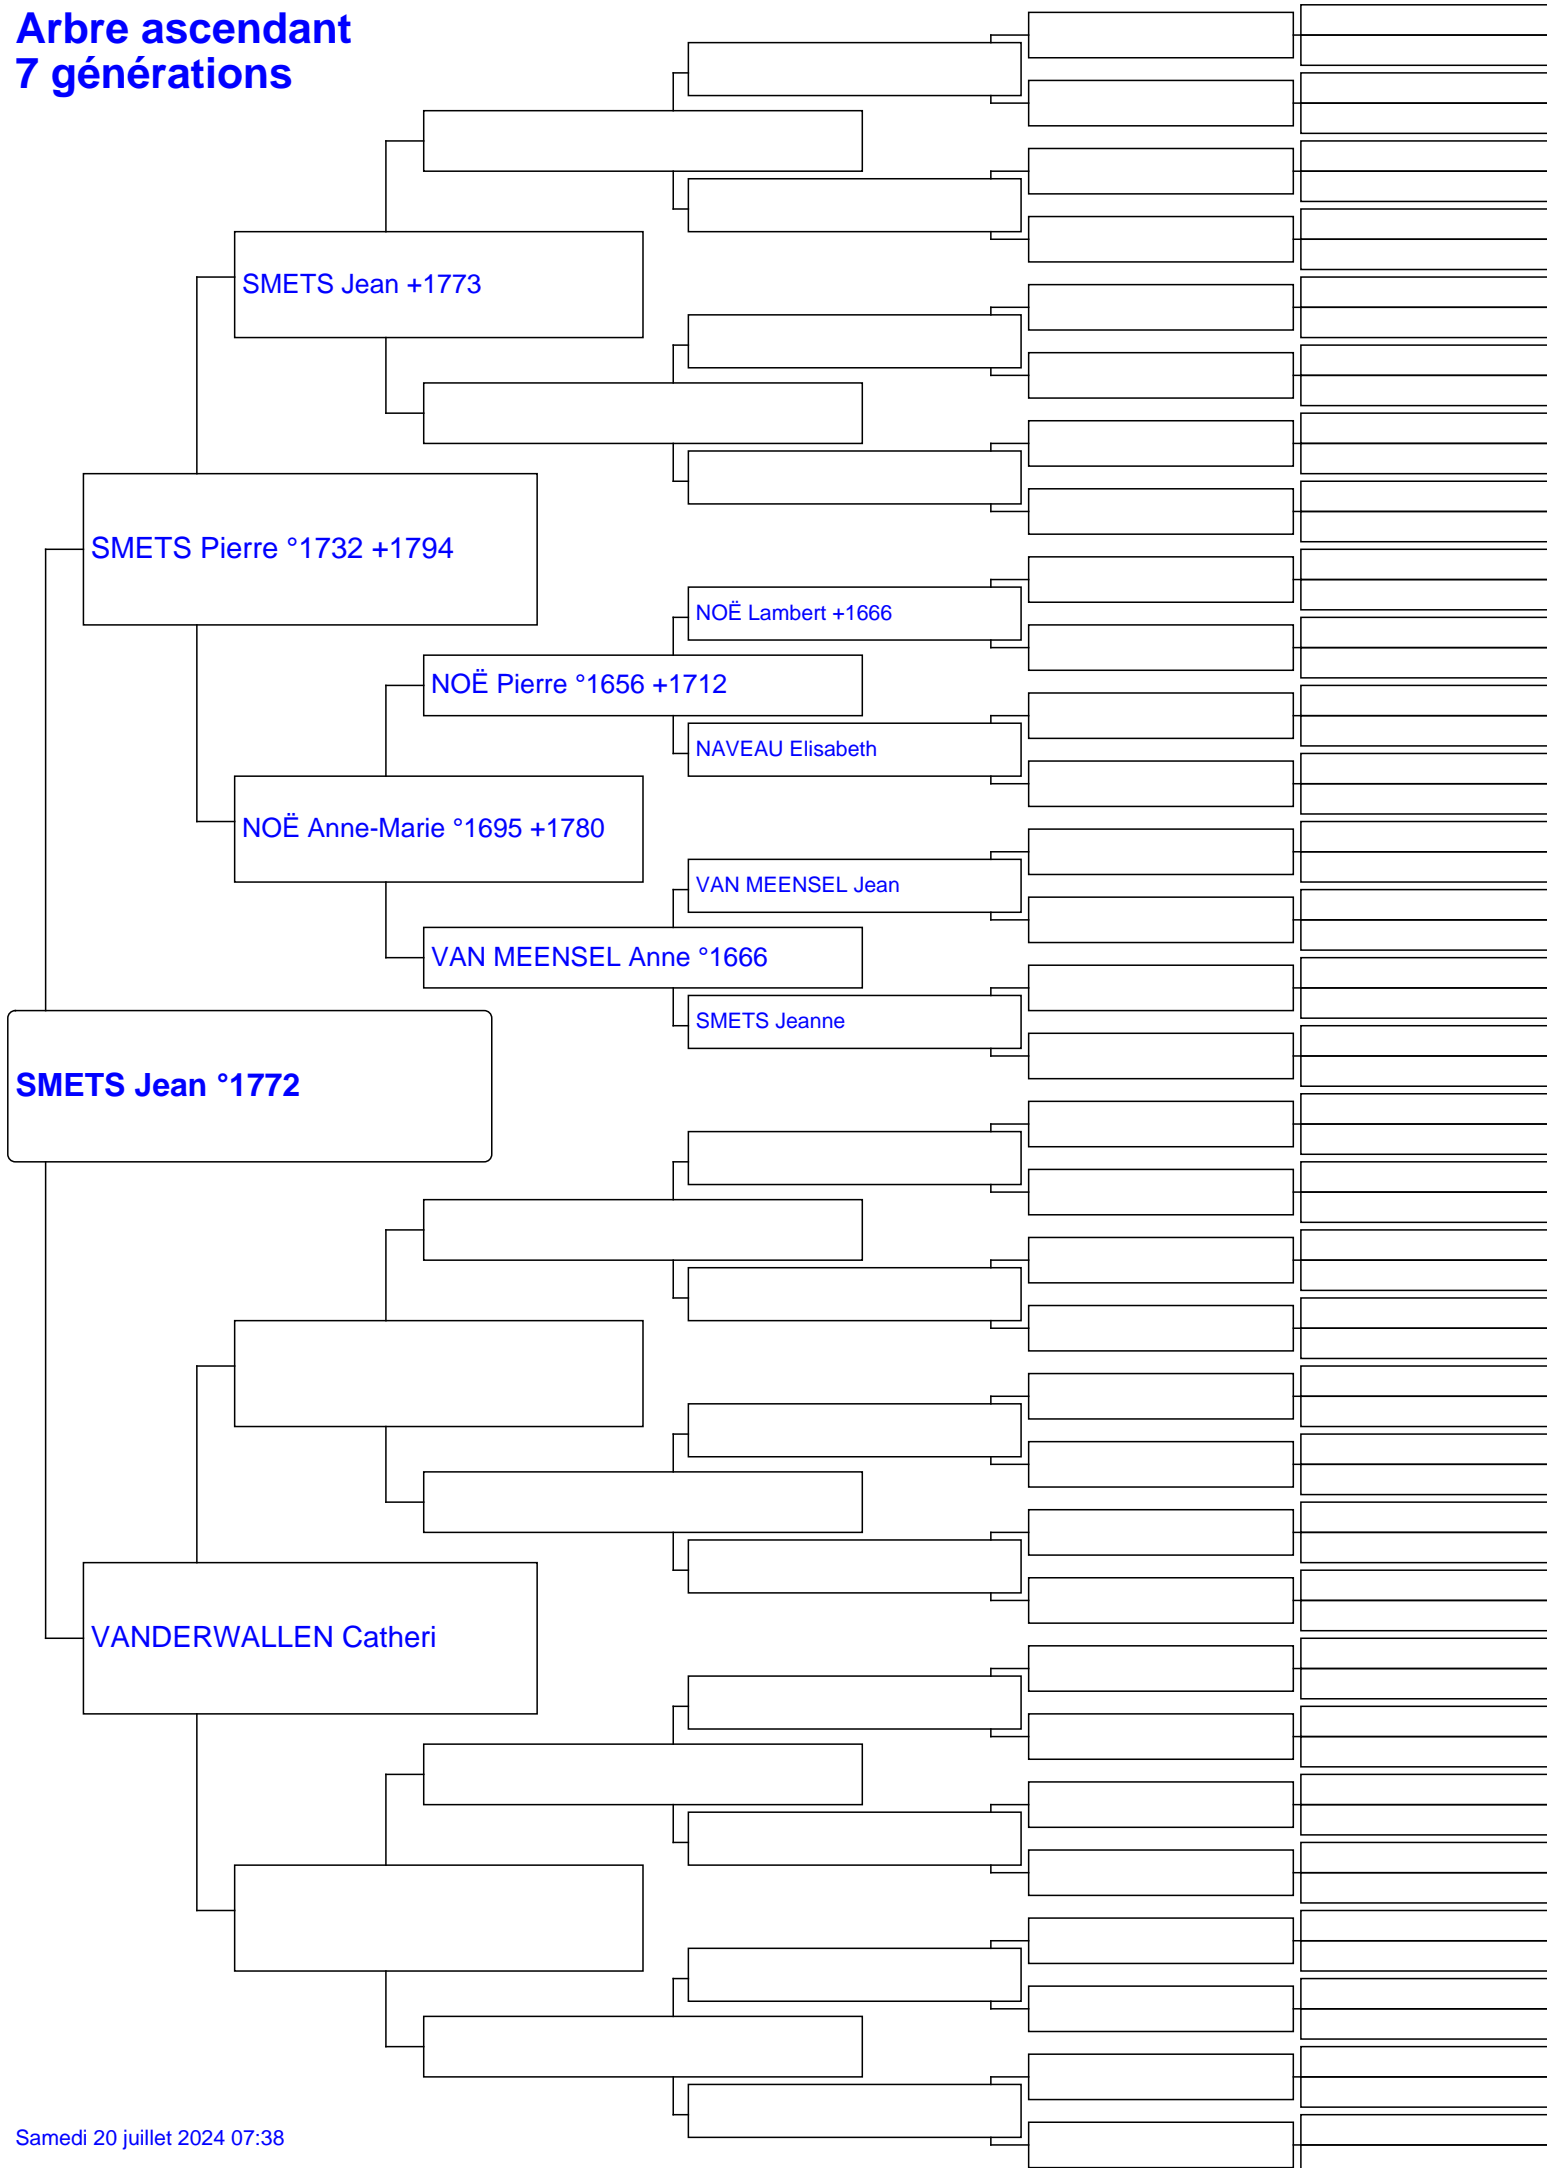 Arbre ascendant
7 générations
SMETS Jean +1773
SMETS Pierre °1732 +1794
NOË Lambert +1666
NOË Pierre °1656 +1712
NAVEAU Elisabeth
NOË Anne-Marie °1695 +1780
VAN MEENSEL Jean
VAN MEENSEL Anne °1666
SMETS Jeanne
SMETS Jean °1772
VANDERWALLEN Catheri
Samedi 20 juillet 2024 07:38